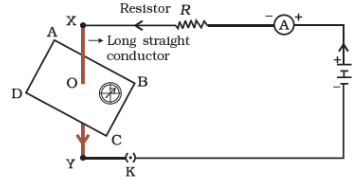 Resistor R
X
− A +
A
Long straight
conductor
+
O
B
D
−
C
Y
K